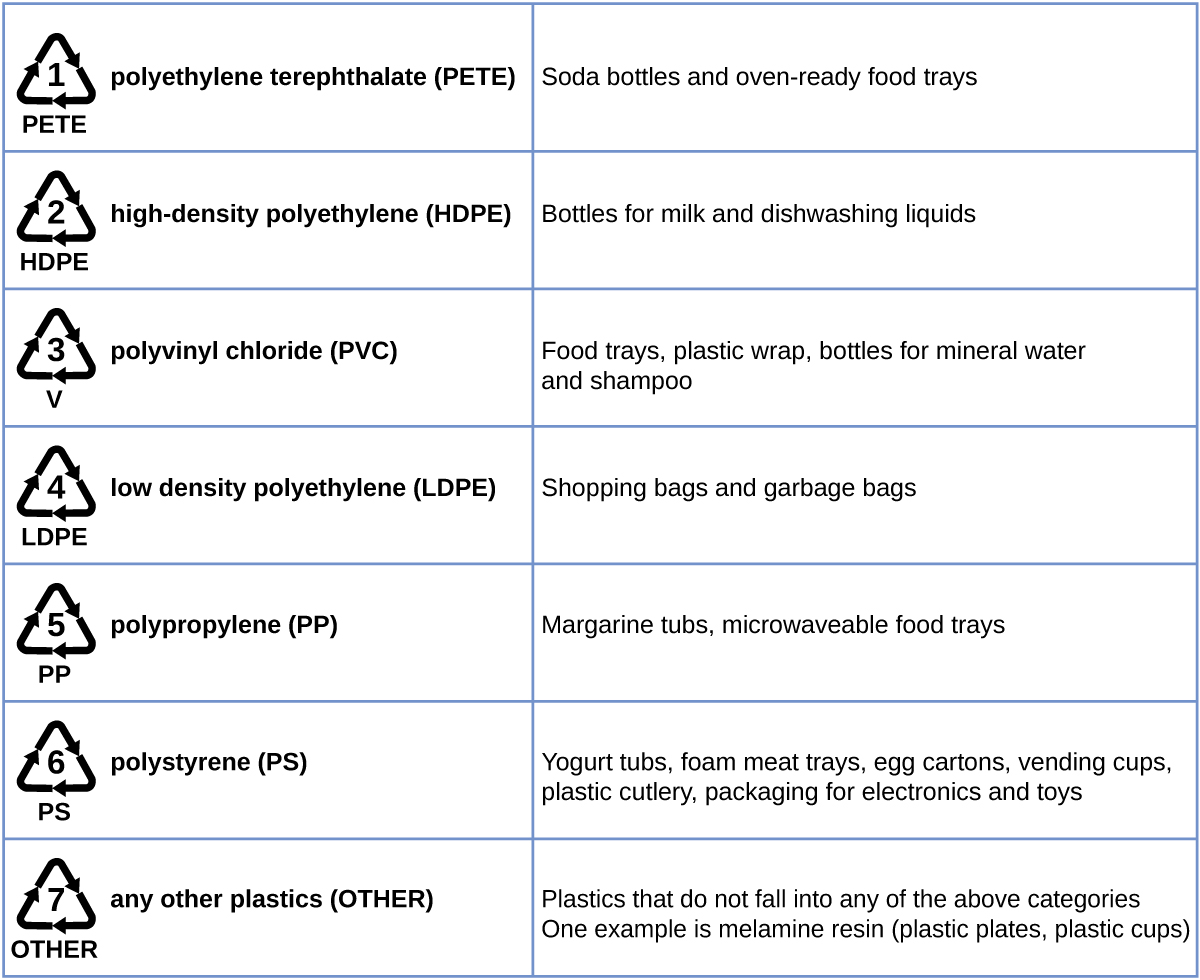 1
PETE
polyethylene terephthalate (PETE)
Soda bottles and oven-ready food trays
2
HDPE
high-density polyethylene (HDPE)
Bottles for milk and dishwashing liquids
3
V
polyvinyl chloride (PVC)
Food trays, plastic wrap, bottles for mineral water
and shampoo
4
LDPE
low density polyethylene (LDPE)
Shopping bags and garbage bags
5
PP
polypropylene (PP)
Margarine tubs, microwaveable food trays
6
PS
polystyrene (PS)
Yogurt tubs, foam meat trays, egg cartons, vending cups,
plastic cutlery, packaging for electronics and toys
7
OTHER
any other plastics (OTHER)
Plastics that do not fall into any of the above categories
One example is melamine resin (plastic plates, plastic cups)